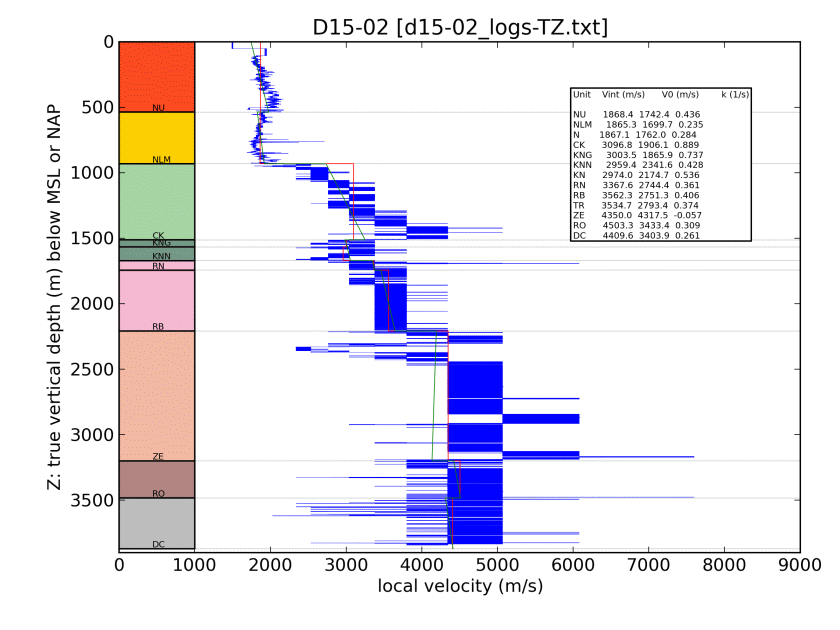 D15-02 [d15-02_logs-TZ.txt]
Z: true vertical depth (m) below MSL or NAP
0
500
1000
1500
2000
2500
3000
3500
NU
NLM
CK
KNG
KNN
RN
RB
ZE
RO
DC
Unit Vint (m/s) V0 (m/s) k (1/s)
NU 1868.4 1742.4 0.436
NLM 1865.3 1699.7 0.235
N 1867.1 1762.0 0.284
CK 3096.8 1906.1 0.889
KNG 3003.5 1865.9 0.737
KNN 2959.4 2341.6 0.428
KN 2974.0 2174.7 0.536
RN 3367.6 2744.4 0.361
RB 3562.3 2751.3 0.406
TR 3534.7 2793.4 0.374
ZE 4350.0 4317.5 -0.057
RO 4503.3 3433.4 0.309
DC 4409.6 3403.9 0.261
0 1000 2000 3000 4000 5000 6000 7000 8000 9000
local velocity (m/s)